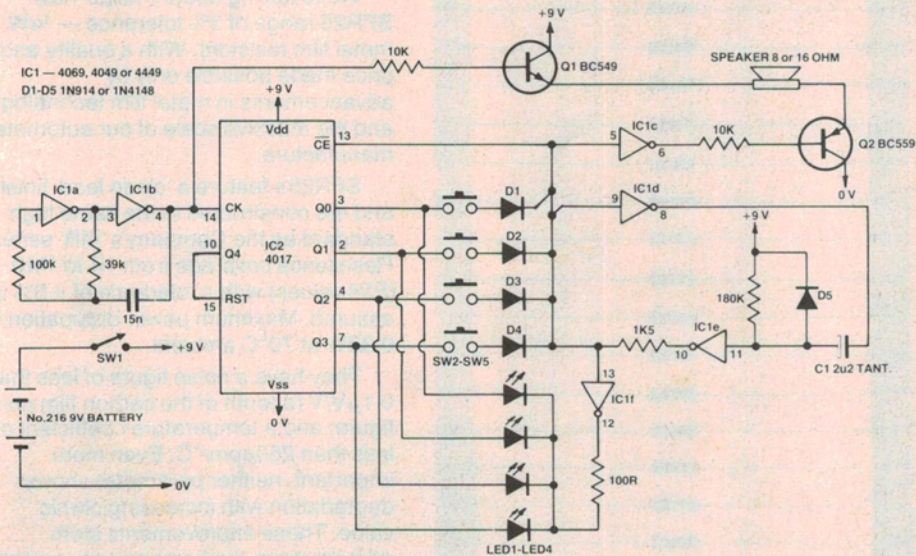 +9 V
10K
Q1 BC549
IC1 — 4069, 4049 or 4449
D1-D5 1N914 or 1N4148
SPEAKER 8 or 16 OHM
+9 V
Vdd
CE 13
5 IC1c 6
10K
Q2 BC559
0 V
IC1a IC1b
1 2 3 4 14 CK
Q0 3
D1
9 IC1d 8
+9 V
10 Q4
IC2
4017
Q1 2
D2
100k
39k
Q2 4
D3
180K
D5
RST
15
15n
Q3 7
D4
1K5
IC1e
10 11
SW2-SW5
C1 2u2 TANT.
SW1
+9 V
13
IC1f
12
Vss
0 V
No.216 9V BATTERY
100R
0V
LED1-LED4